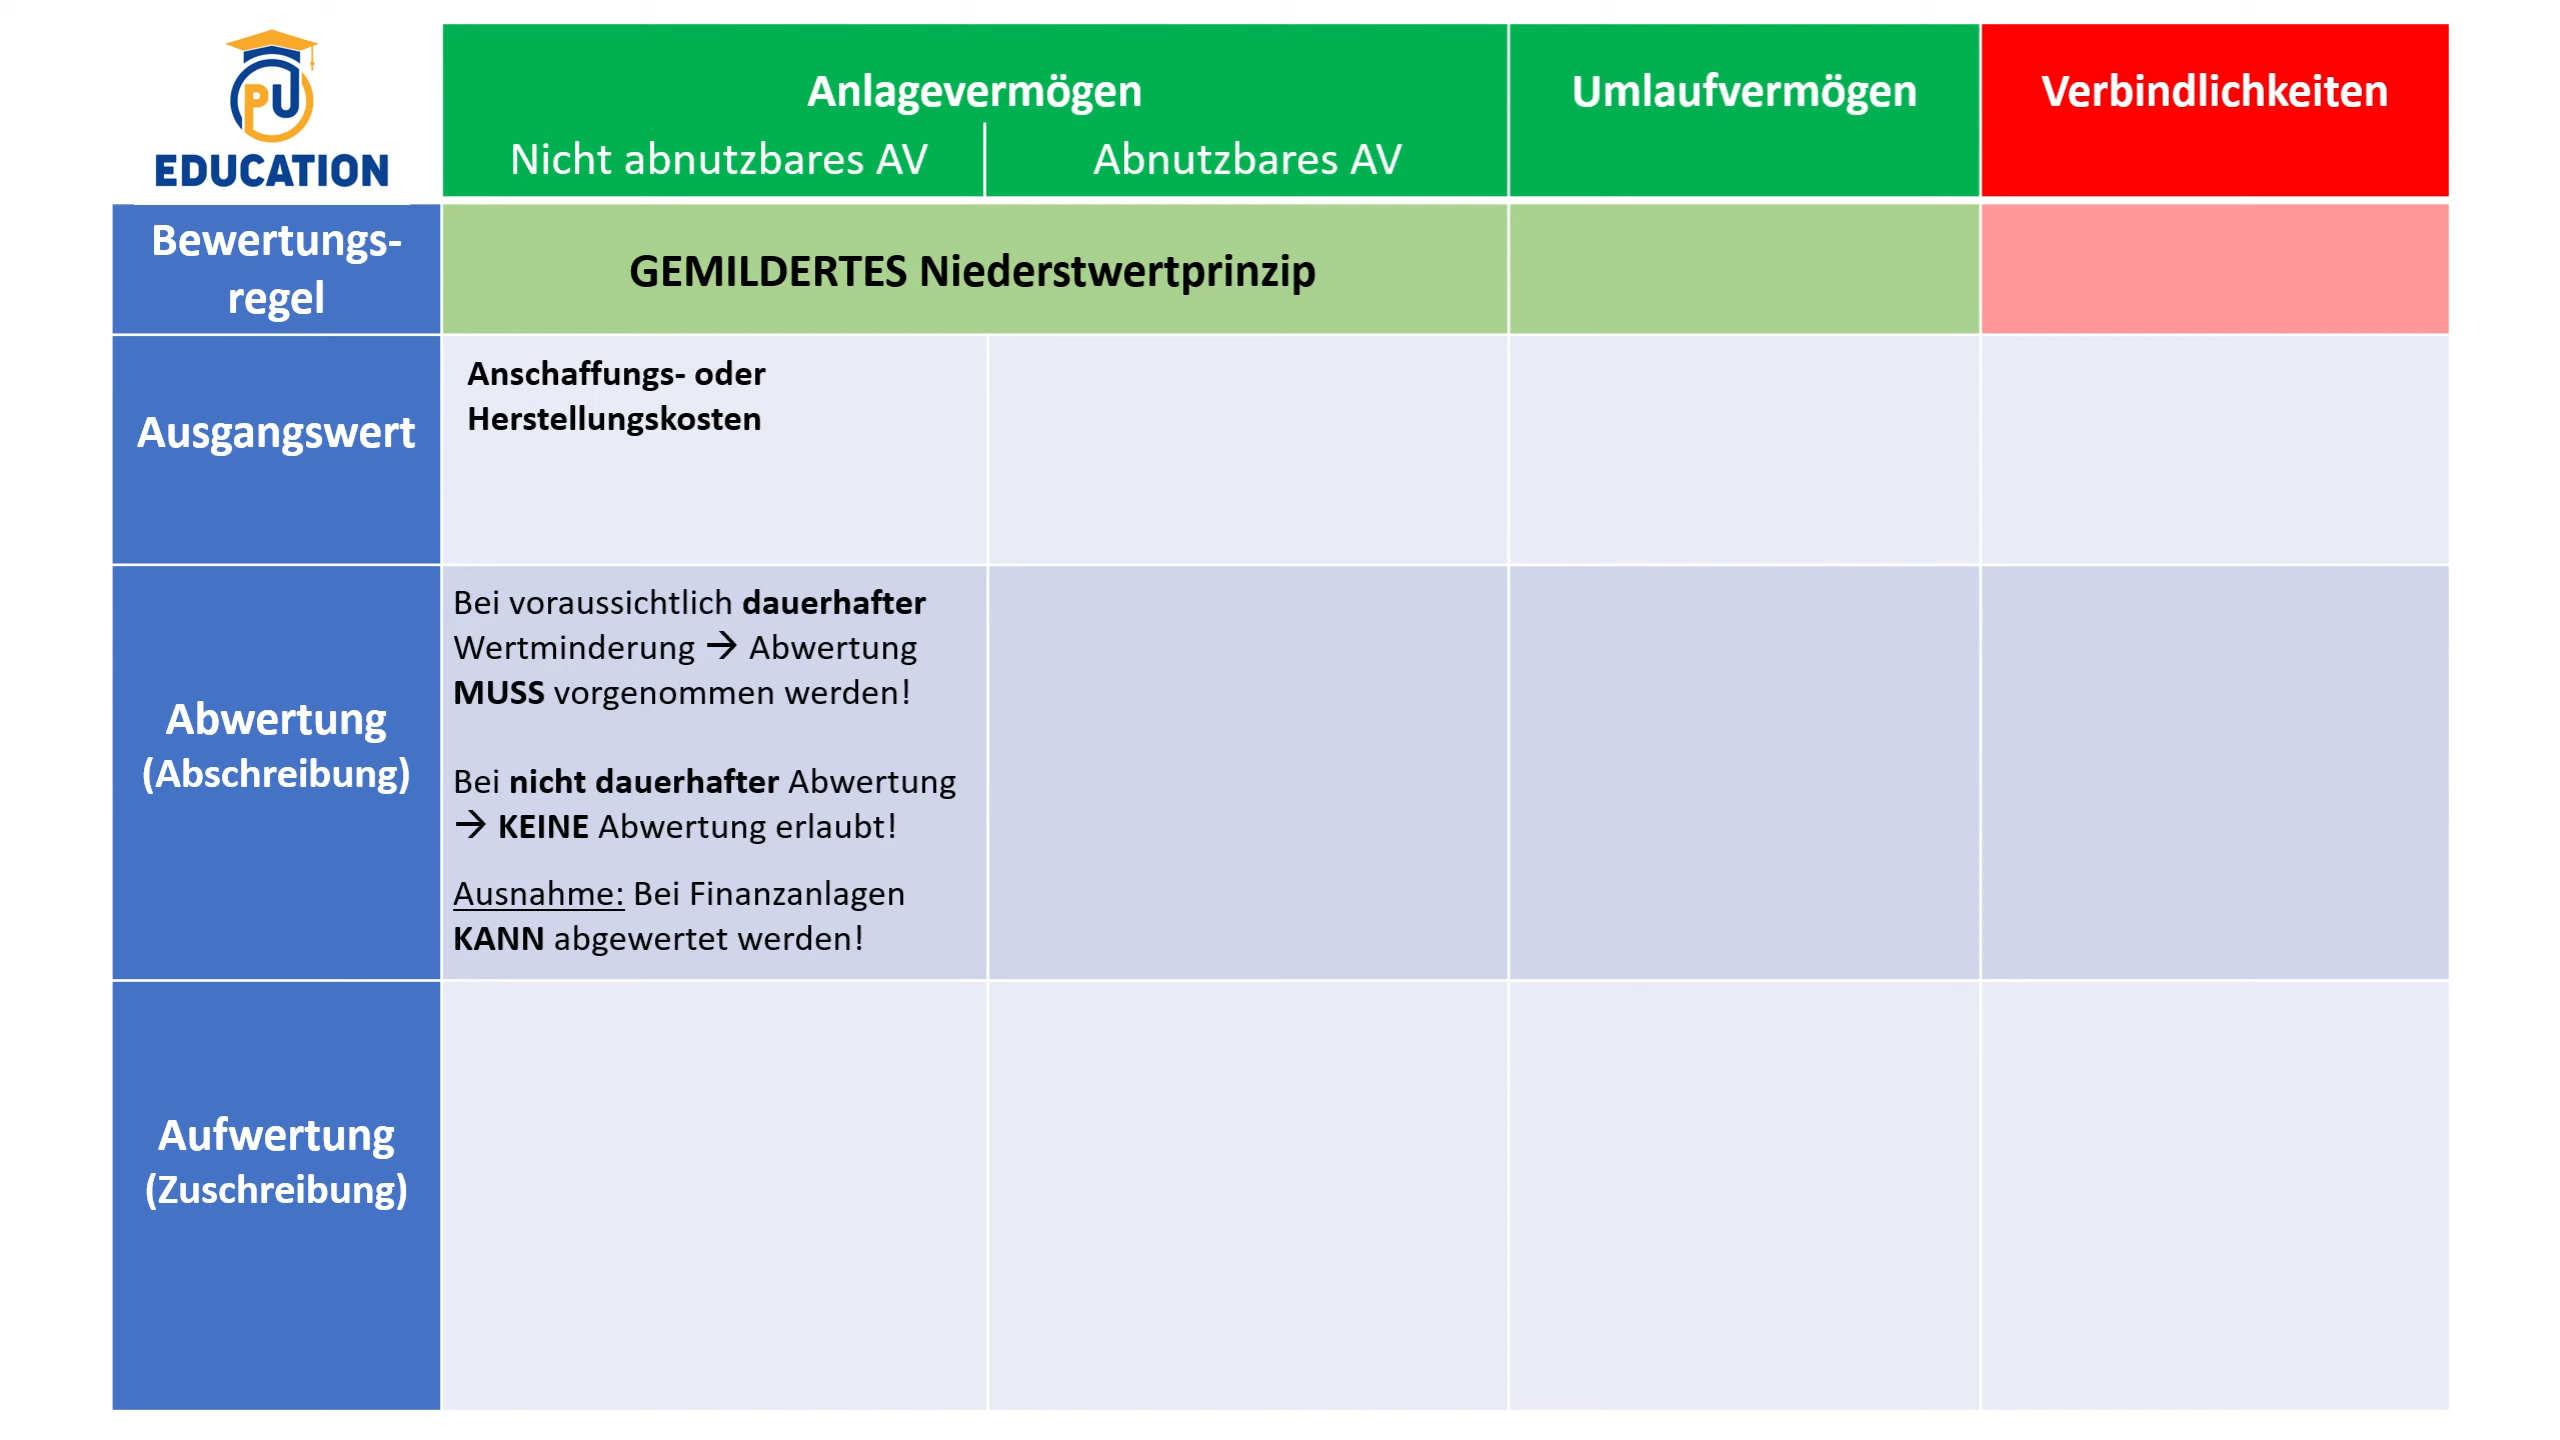 PU
EDUCATION
Anlagevermögen
Nicht abnutzbares AV
Abnutzbares AV
Umlaufvermögen
Verbindlichkeiten
Bewertungs-
regel
GEMILDERTES Niederstwertprinzip
Ausgangswert
Anschaffungs- oder
Herstellungskosten
Abwertung
(Abschreibung)
Bei voraussichtlich dauerhafter
Wertminderung → Abwertung
MUSS vorgenommen werden!
Bei nicht dauerhafter Abwertung
→ KEINE Abwertung erlaubt!
Ausnahme: Bei Finanzanlagen
KANN abgewertet werden!
Aufwertung
(Zuschreibung)